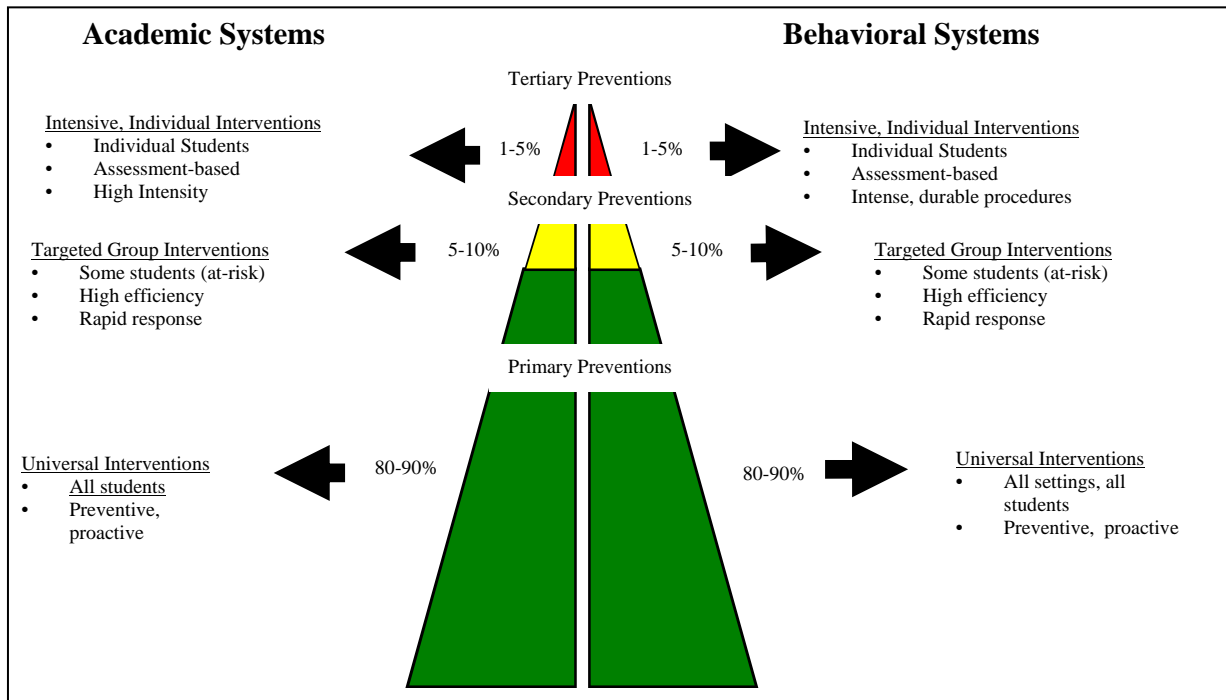 Academic Systems
Behavioral Systems
Tertiary Preventions
Intensive, Individual Interventions
• Individual Students
• Assessment-based
• High Intensity
1-5%
1-5%
Intensive, Individual Interventions
• Individual Students
• Assessment-based
• Intense, durable procedures
Secondary Preventions
Targeted Group Interventions
• Some students (at-risk)
• High efficiency
• Rapid response
5-10%
5-10%
Targeted Group Interventions
• Some students (at-risk)
• High efficiency
• Rapid response
Primary Preventions
Universal Interventions
• All students
• Preventive,
proactive
80-90%
80-90%
Universal Interventions
• All settings, all
students
• Preventive, proactive